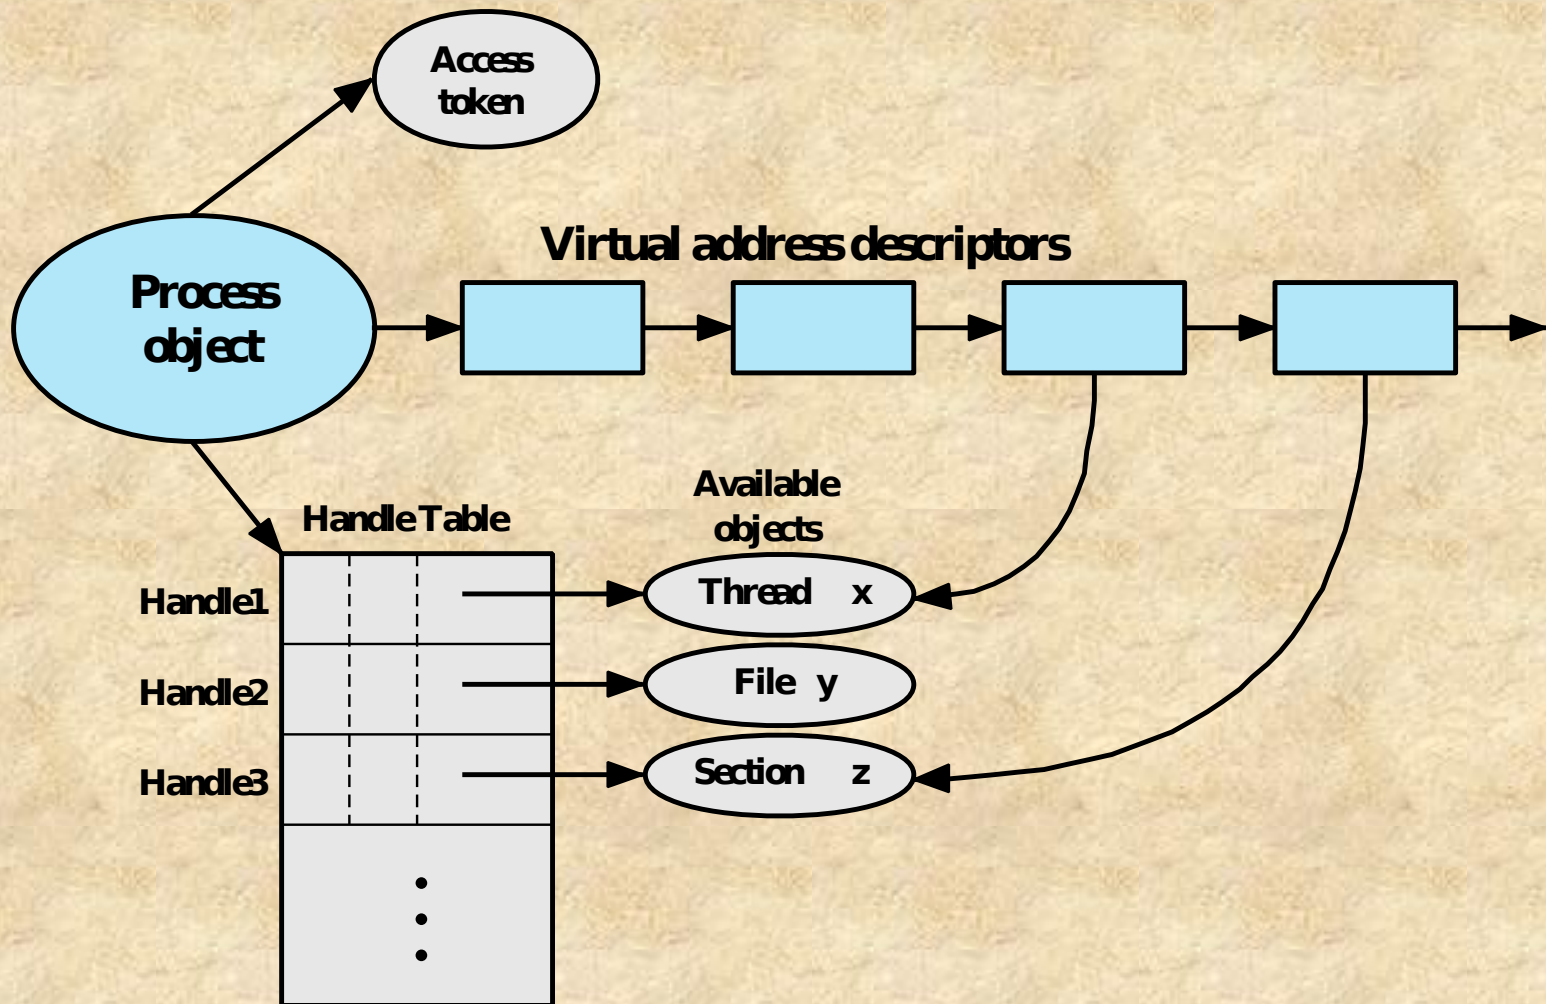 Access
token
Virtual address descriptors
Process
object
Available
objects
Handle Table
Handle1
Thread x
Handle2
File y
Handle3
Section z